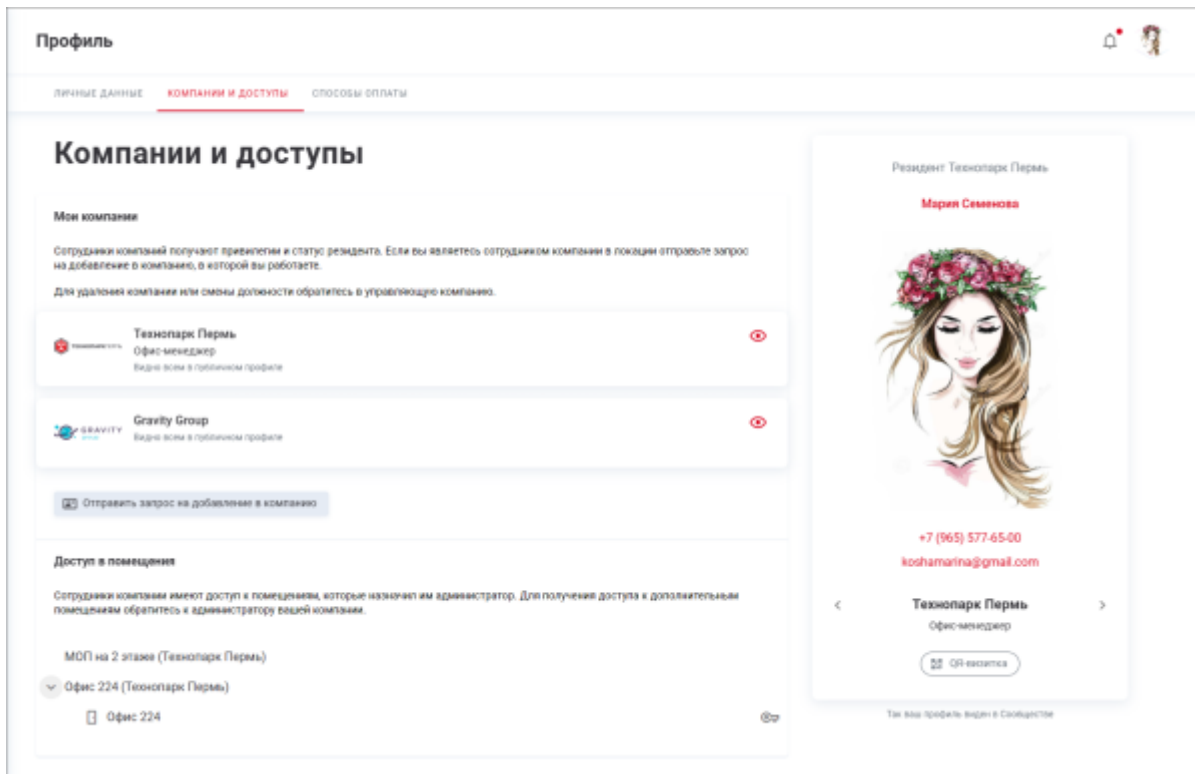 Профиль
ЛИЧНЫЕ ДАННЫЕ
КОМПАНИИ И ДОСТУПЫ
СПОСОБЫ ОПЛАТЫ
Компании и доступы
Мои компании
Сотрудники компаний получают привилегии и статус резидента. Если вы являетесь сотрудником компании в локации отправьте запрос
на добавление в компанию, в которой вы работаете.
Для удаления компании или смены должности обратитесь в управляющую компанию.
Технопарк Пермь
Офис-менеджер
Видно всем в публичном профиле
GRAVITY
Gravity Group
Видно всем в публичном профиле
Отправить запрос на добавление в компанию
Доступ в помещения
Сотрудники компании имеют доступ к помещениям, которые назначил им администратор. Для получения доступа к дополнительным
помещениям обратитесь к администратору вашей компании.
МОП на 2 этаже (Технопарк Пермь)
Офис 224 (Технопарк Пермь)
Офис 224
Резидент Технопарк Пермь
Мария Семенова
+7 (965) 577-65-00
koshamarina@gmail.com
Технопарк Пермь
Офис-менеджер
QR-визитка
Так ваш профиль виден в Сообществе